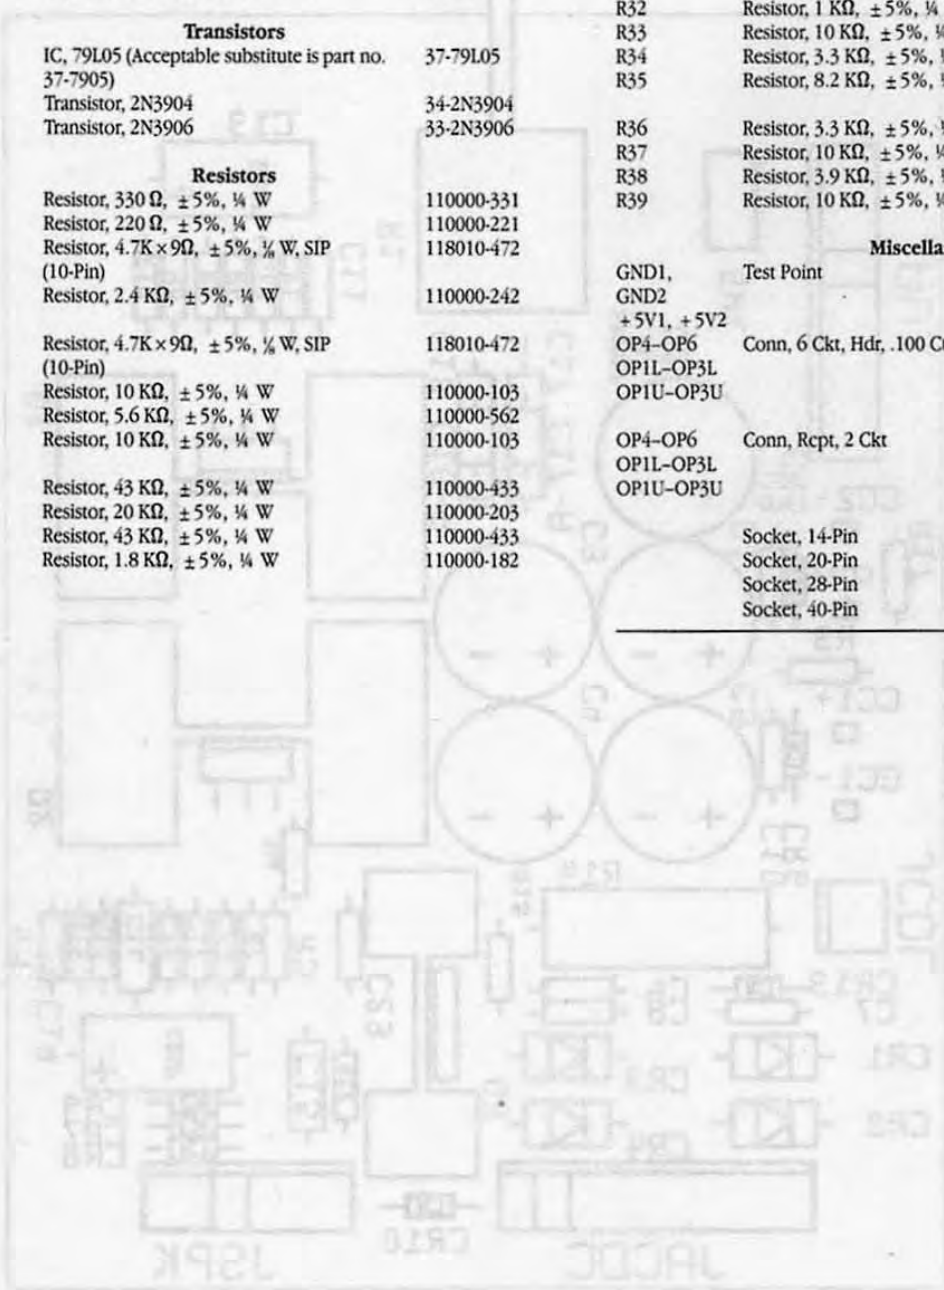 Transistors
IC, 79L05 (Acceptable substitute is part no. 37-79L05
37-7905)
Transistor, 2N3904 34-2N3904
Transistor, 2N3906 33-2N3906
Resistors
Resistor, 330 Ω, ±5%, ¼ W 110000-331
Resistor, 220 Ω, ±5%, ¼ W 110000-221
Resistor, 4.7K×9Ω, ±5%, ⅛ W, SIP 118010-472
(10-Pin)
Resistor, 2.4 KΩ, ±5%, ¼ W 110000-242
Resistor, 4.7K×9Ω, ±5%, ⅛ W, SIP 118010-472
(10-Pin)
Resistor, 10 KΩ, ±5%, ¼ W 110000-103
Resistor, 5.6 KΩ, ±5%, ¼ W 110000-562
Resistor, 10 KΩ, ±5%, ¼ W 110000-103
Resistor, 43 KΩ, ±5%, ¼ W 110000-433
Resistor, 20 KΩ, ±5%, ¼ W 110000-203
Resistor, 43 KΩ, ±5%, ¼ W 110000-433
Resistor, 1.8 KΩ, ±5%, ¼ W 110000-182
R32 Resistor, 1 KΩ, ±5%, ¼
R33 Resistor, 10 KΩ, ±5%,
R34 Resistor, 3.3 KΩ, ±5%,
R35 Resistor, 8.2 KΩ, ±5%,
R36 Resistor, 3.3 KΩ, ±5%,
R37 Resistor, 10 KΩ, ±5%,
R38 Resistor, 3.9 KΩ, ±5%,
R39 Resistor, 10 KΩ, ±5%,
Miscella
GND1, Test Point
GND2
+5V1, +5V2
OP4–OP6 Conn, 6 Ckt, Hdr, .100
OP1L–OP3L
OP1U–OP3U
OP4–OP6 Conn, Rcpt, 2 Ckt
OP1L–OP3L
OP1U–OP3U
Socket, 14-Pin
Socket, 20-Pin
Socket, 28-Pin
Socket, 40-Pin